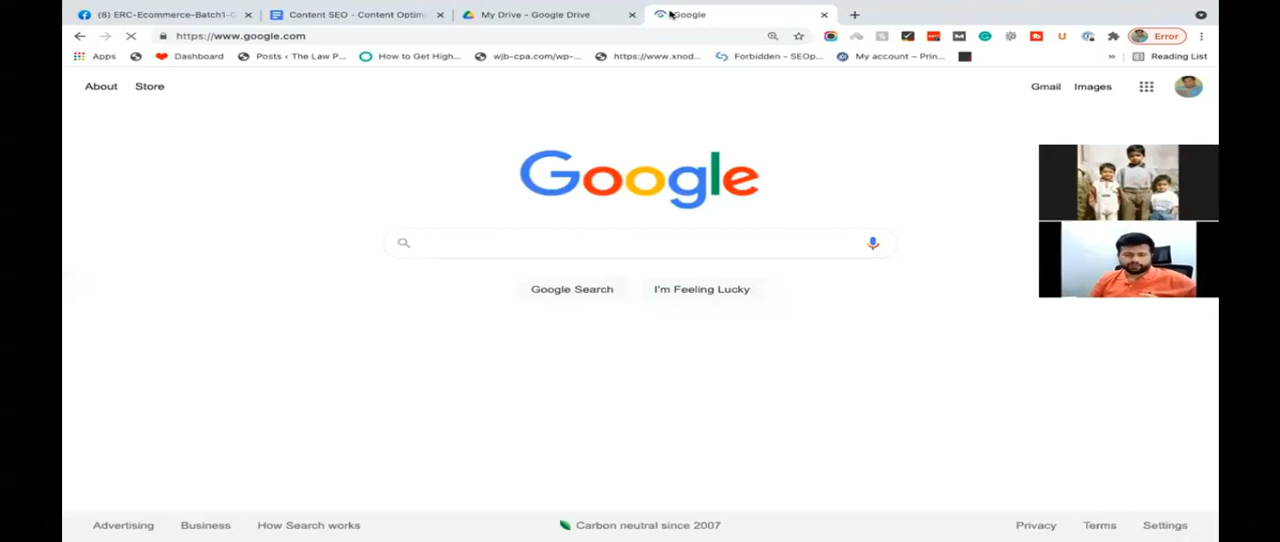 (8) ERC-Ecommerce-Batch1-C
Content SEO - Content Optim
My Drive - Google Drive
Google
https://www.google.com
Error
Apps
Dashboard
Posts ‹ The Law P...
How to Get High...
wjb-cpa.com/wp-...
https://www.xnod...
Forbidden - SEOp...
My account – Prin...
»
Reading List
About Store
Gmail Images
Google
Google Search I'm Feeling Lucky
Advertising Business How Search works
Carbon neutral since 2007
Privacy Terms Settings